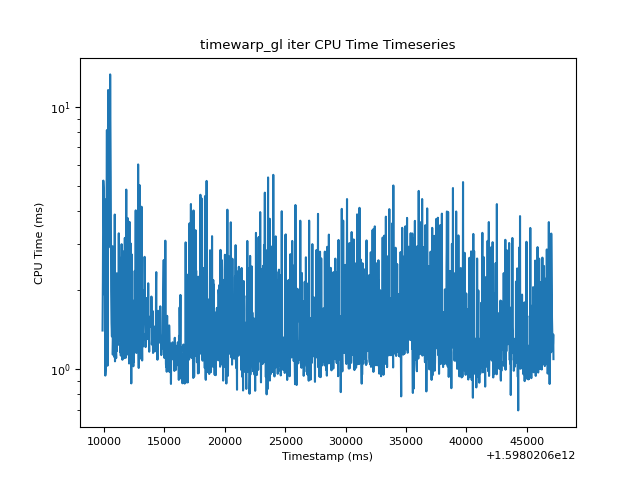 timewarp_gl iter CPU Time Timeseries
CPU Time (ms)
10¹
10⁰
10000 15000 20000 25000 30000 35000 40000 45000
Timestamp (ms)
+1.5980206e12